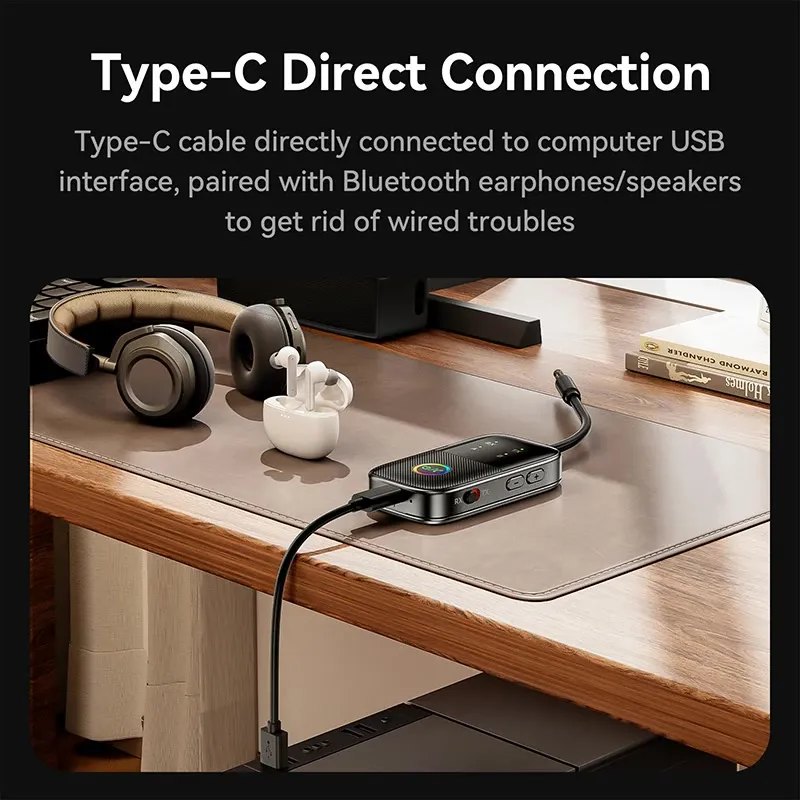 Type-C Direct Connection
Type-C cable directly connected to computer USB
interface, paired with Bluetooth earphones/speakers
to get rid of wired troubles
RAYMOND CHANDLER
Holmes
RX